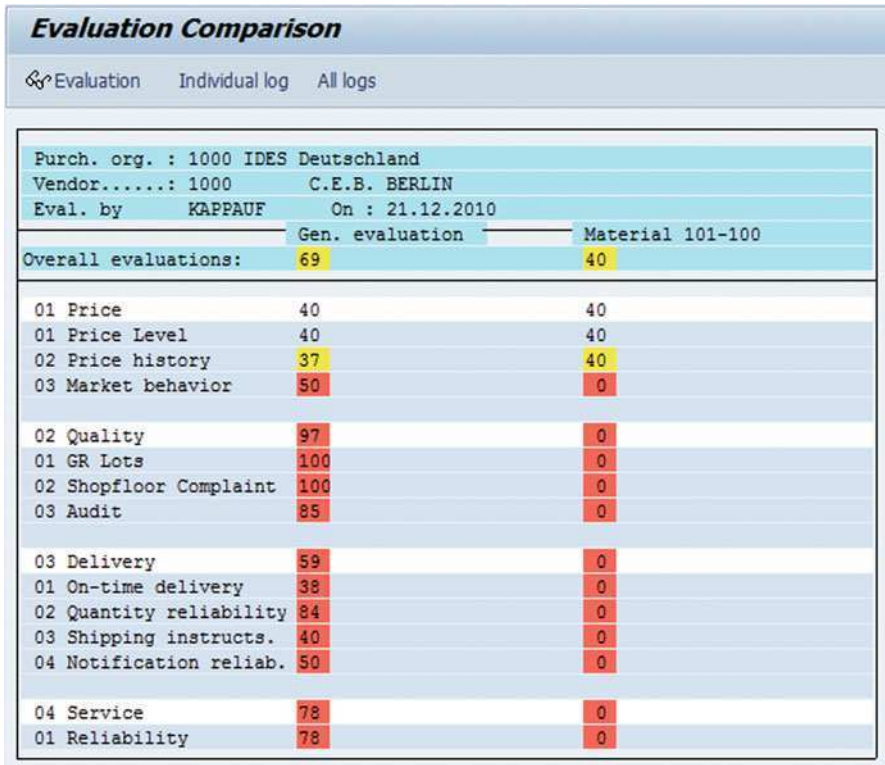 Evaluation Comparison
Evaluation Individual log All logs
Purch. org. : 1000 IDES Deutschland
Vendor......: 1000 C.E.B. BERLIN
Eval. by KAPPAUF On : 21.12.2010
Gen. evaluation Material 101-100
Overall evaluations: 69 40
01 Price 40 40
01 Price Level 40 40
02 Price history 37 40
03 Market behavior 50 0
02 Quality 97 0
01 GR Lots 100 0
02 Shopfloor Complaint 100 0
03 Audit 85 0
03 Delivery 59 0
01 On-time delivery 38 0
02 Quantity reliability 84 0
03 Shipping instructs. 40 0
04 Notification reliab. 50 0
04 Service 78 0
01 Reliability 78 0